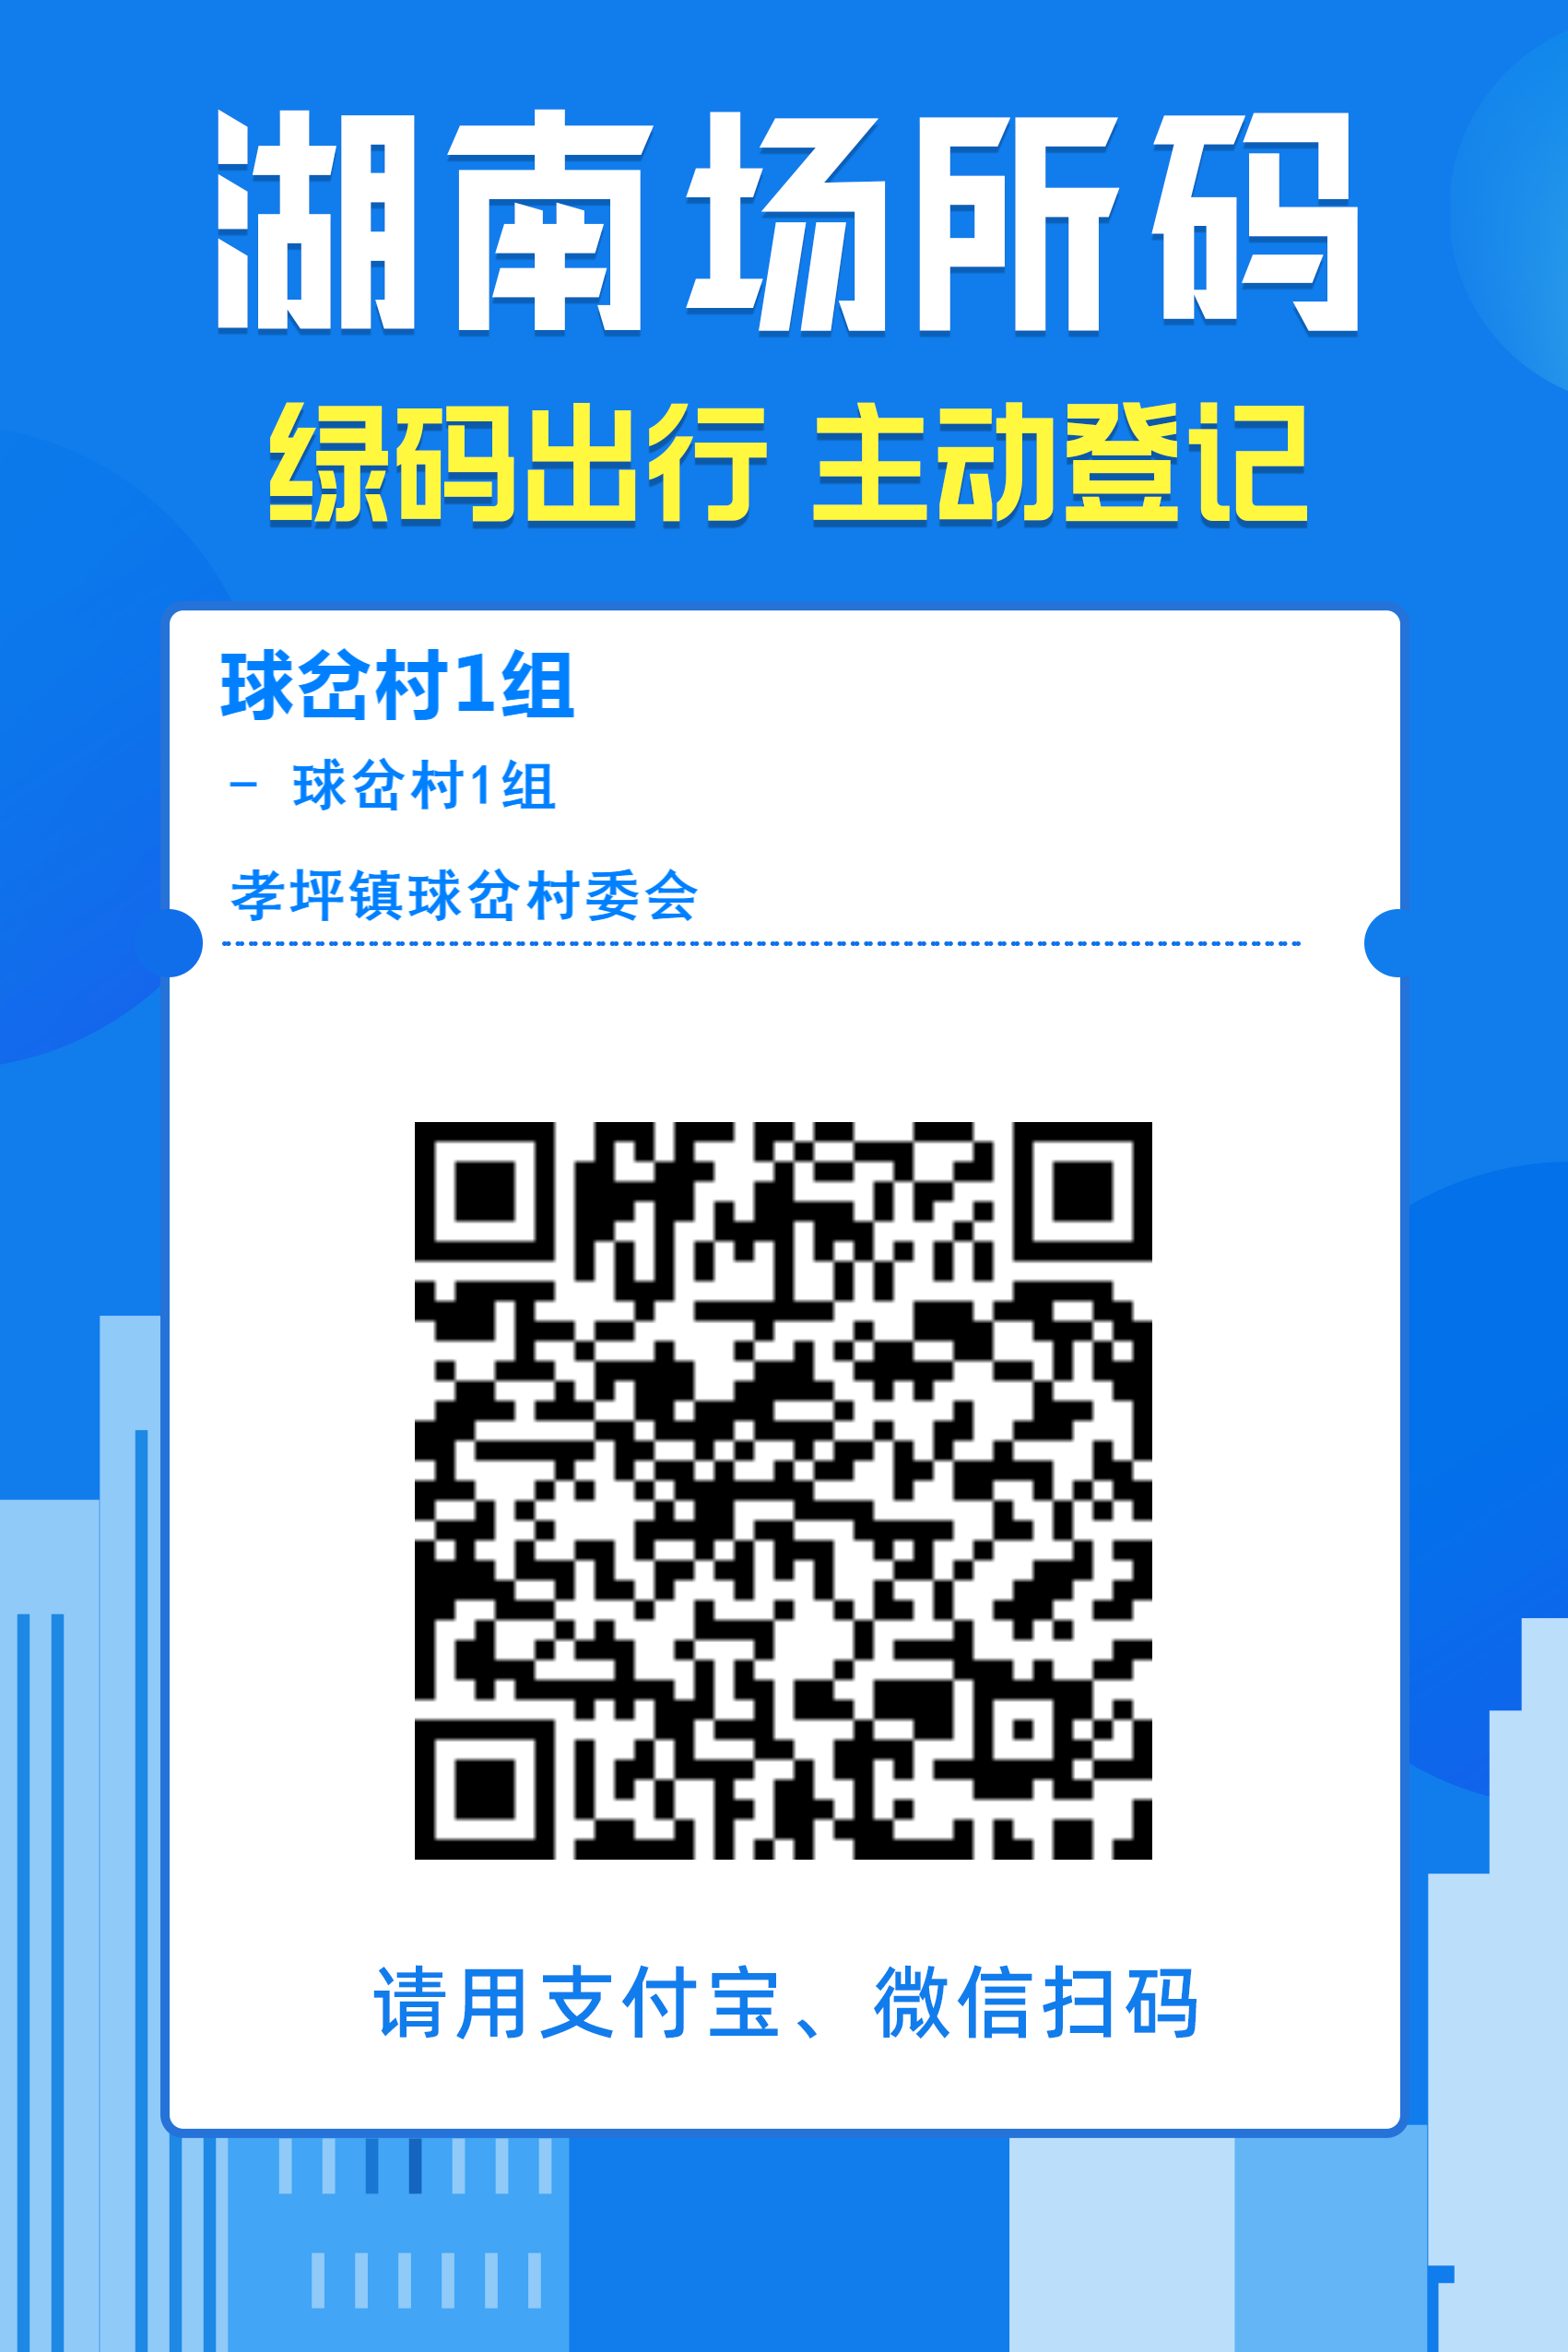 湖南场所码
绿码出行 主动登记
球岔村1组
- 球岔村1组
孝坪镇球岔村委会
请用支付宝、微信扫码